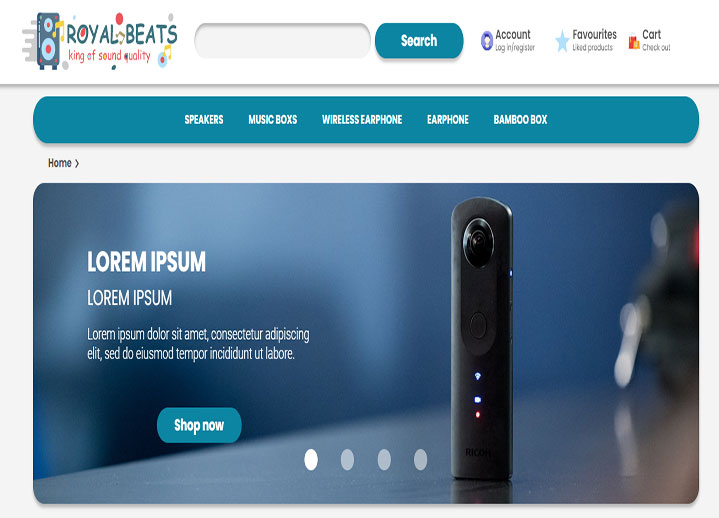 ROYAL BEATS
king of sound quality
Search
Account
Log in/register
Favourites
Liked products
Cart
Check out
SPEAKERS
MUSIC BOXS
WIRELESS EARPHONE
EARPHONE
BAMBOO BOX
Home ›
LOREM IPSUM
LOREM IPSUM
Lorem ipsum dolor sit amet, consectetur adipiscing
elit, sed do eiusmod tempor incididunt ut labore.
Shop now
RICOH